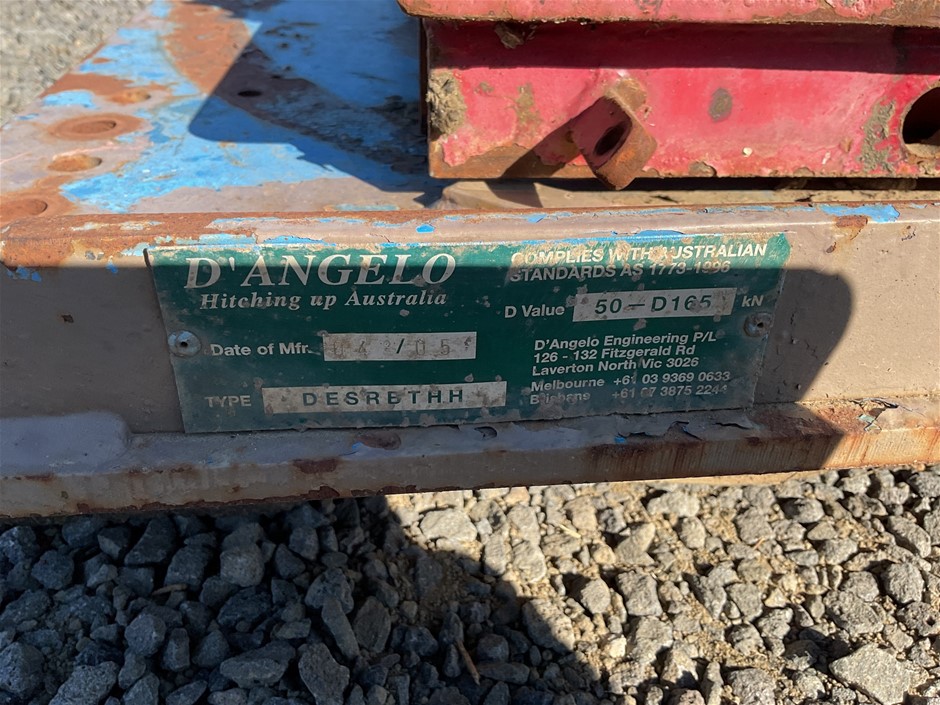 D'ANGELO
Hitching up Australia
COMPLIES WITH AUSTRALIAN
STANDARDS AS 1773-1996
D Value 50-D165 kN
Date of Mfr. /05
TYPE DESRBTHH
D'Angelo Engineering P/L
126 - 132 Fitzgerald Rd
Laverton North Vic 3026
Melbourne +61 03 9369 0633
Brisbane +61 07 3875 2244